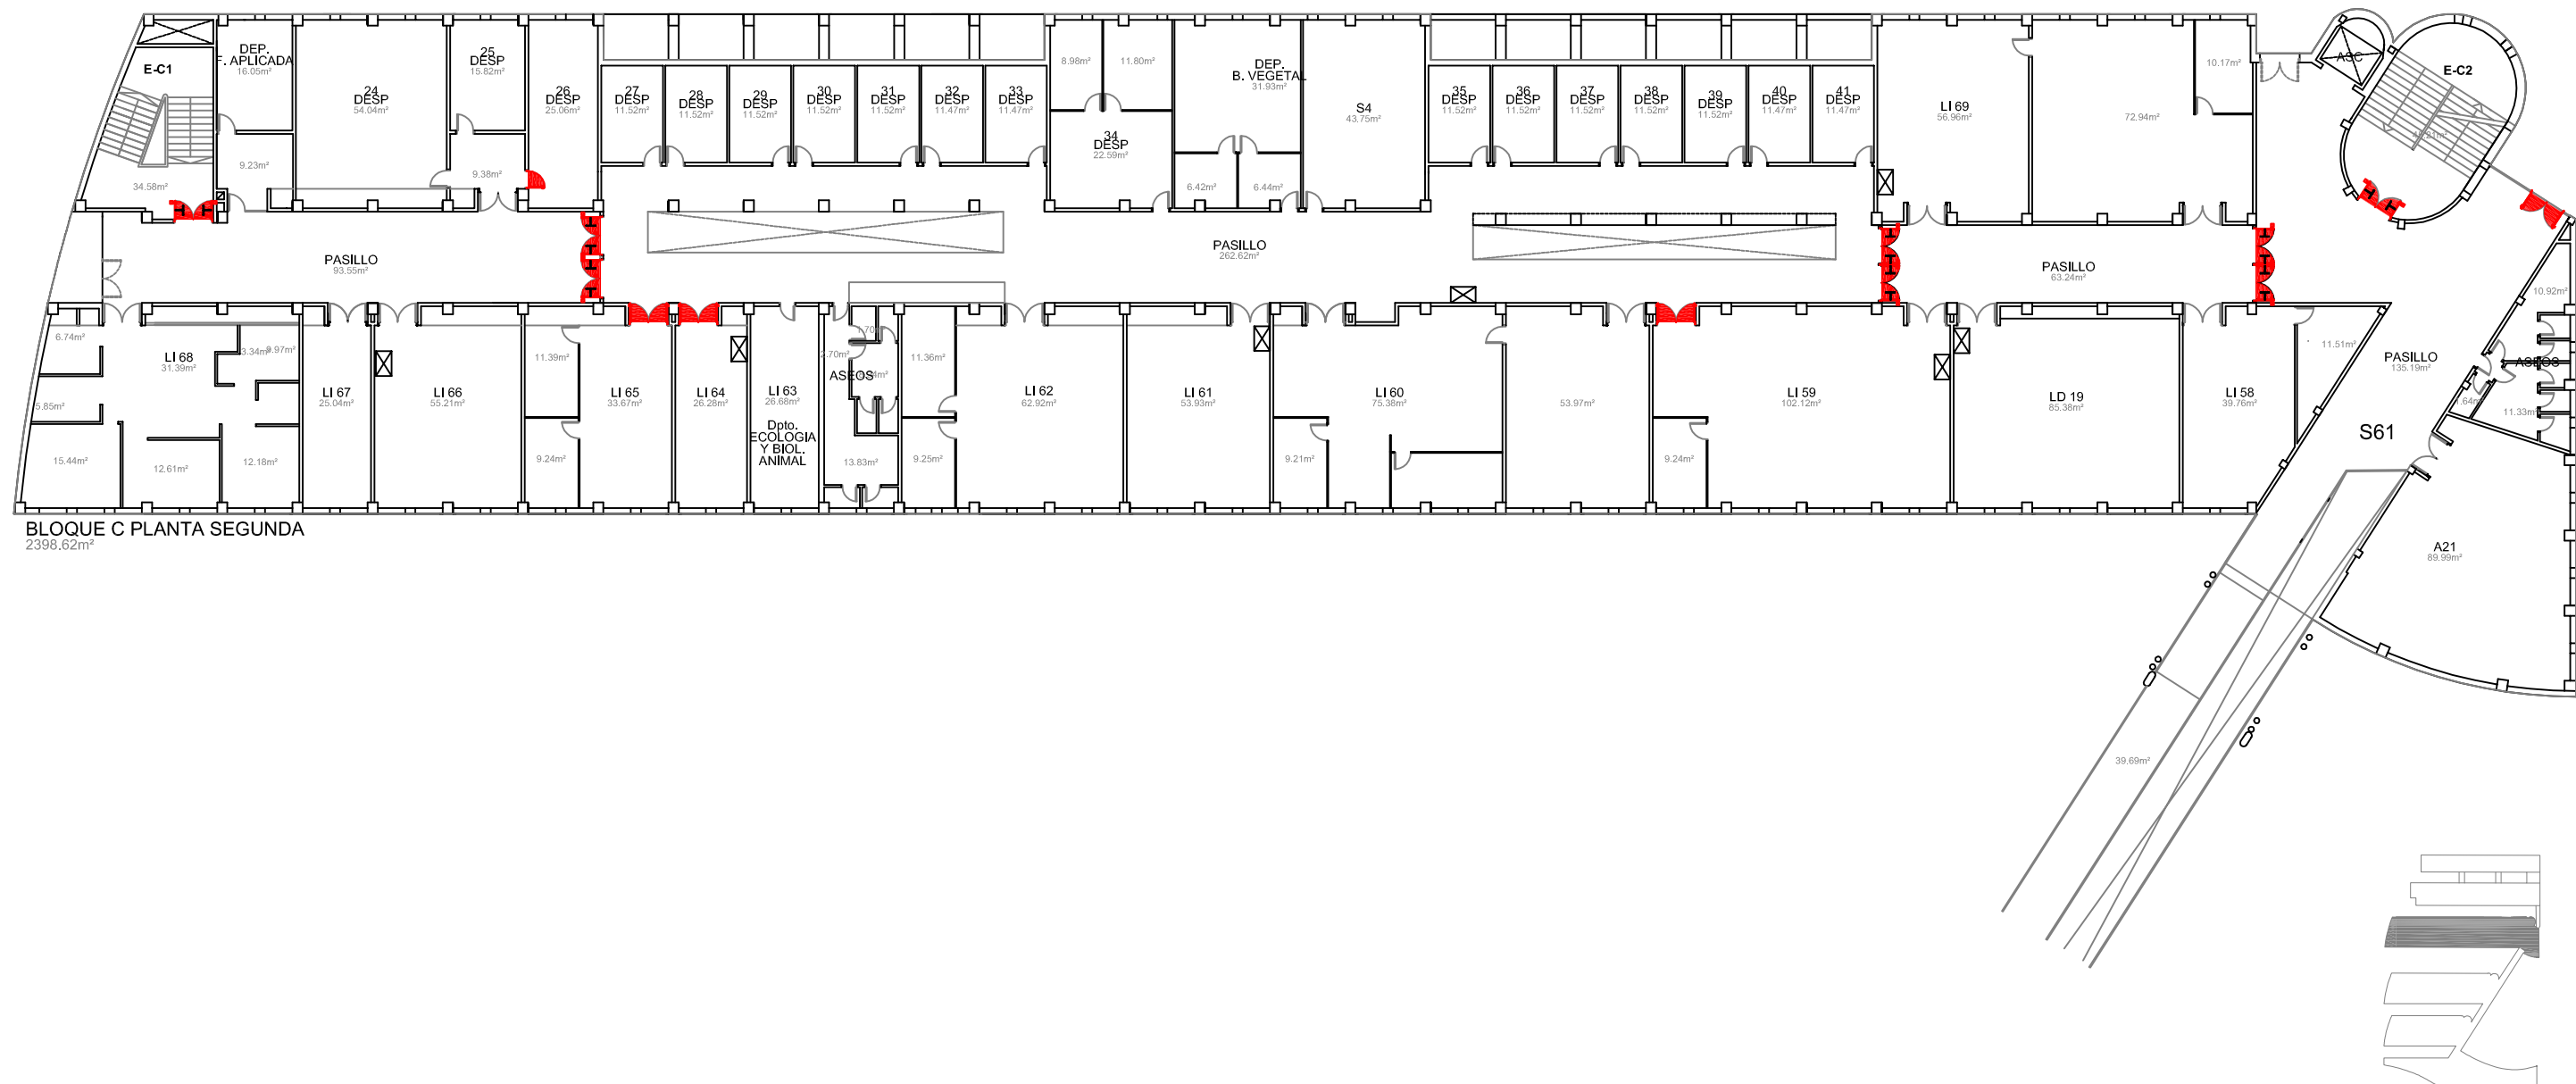 E-C1
34.58m²
DEP.
F. APLICADA
16.05m²
9.23m²
24
DESP
54.04m²
25
DESP
15.82m²
9.38m²
26
DESP
25.06m²
27
DESP
11.52m²
28
DESP
11.52m²
29
DESP
11.52m²
30
DESP
11.52m²
31
DESP
11.52m²
32
DESP
11.47m²
33
DESP
11.47m²
8.98m²
11.80m²
34
DESP
22.59m²
DEP.
B. VEGETAL
31.93m²
6.42m²
6.44m²
S4
43.75m²
35
DESP
11.52m²
36
DESP
11.52m²
37
DESP
11.52m²
38
DESP
11.52m²
39
DESP
11.52m²
40
DESP
11.47m²
41
DESP
11.47m²
LI 69
56.96m²
72.94m²
10.17m²
ASC
E-C2
PASILLO
93.55m²
PASILLO
262.62m²
PASILLO
63.24m²
10.92m²
6.74m²
LI 68
31.39m²
3.34m²
9.97m²
5.85m²
15.44m²
12.61m²
12.18m²
LI 67
25.04m²
LI 66
55.21m²
11.39m²
9.24m²
LI 65
33.67m²
LI 64
26.28m²
LI 63
26.68m²
Dpto.
ECOLOGIA
Y BIOL.
ANIMAL
ASEOS
13.83m²
11.36m²
9.25m²
LI 62
62.92m²
LI 61
53.93m²
LI 60
75.38m²
9.21m²
53.97m²
LI 59
102.12m²
9.24m²
LD 19
85.38m²
LI 58
39.76m²
11.51m²
PASILLO
135.19m²
S61
ASEOS
11.33m²
A21
89.99m²
39.69m²
BLOQUE C PLANTA SEGUNDA
2398.62m²